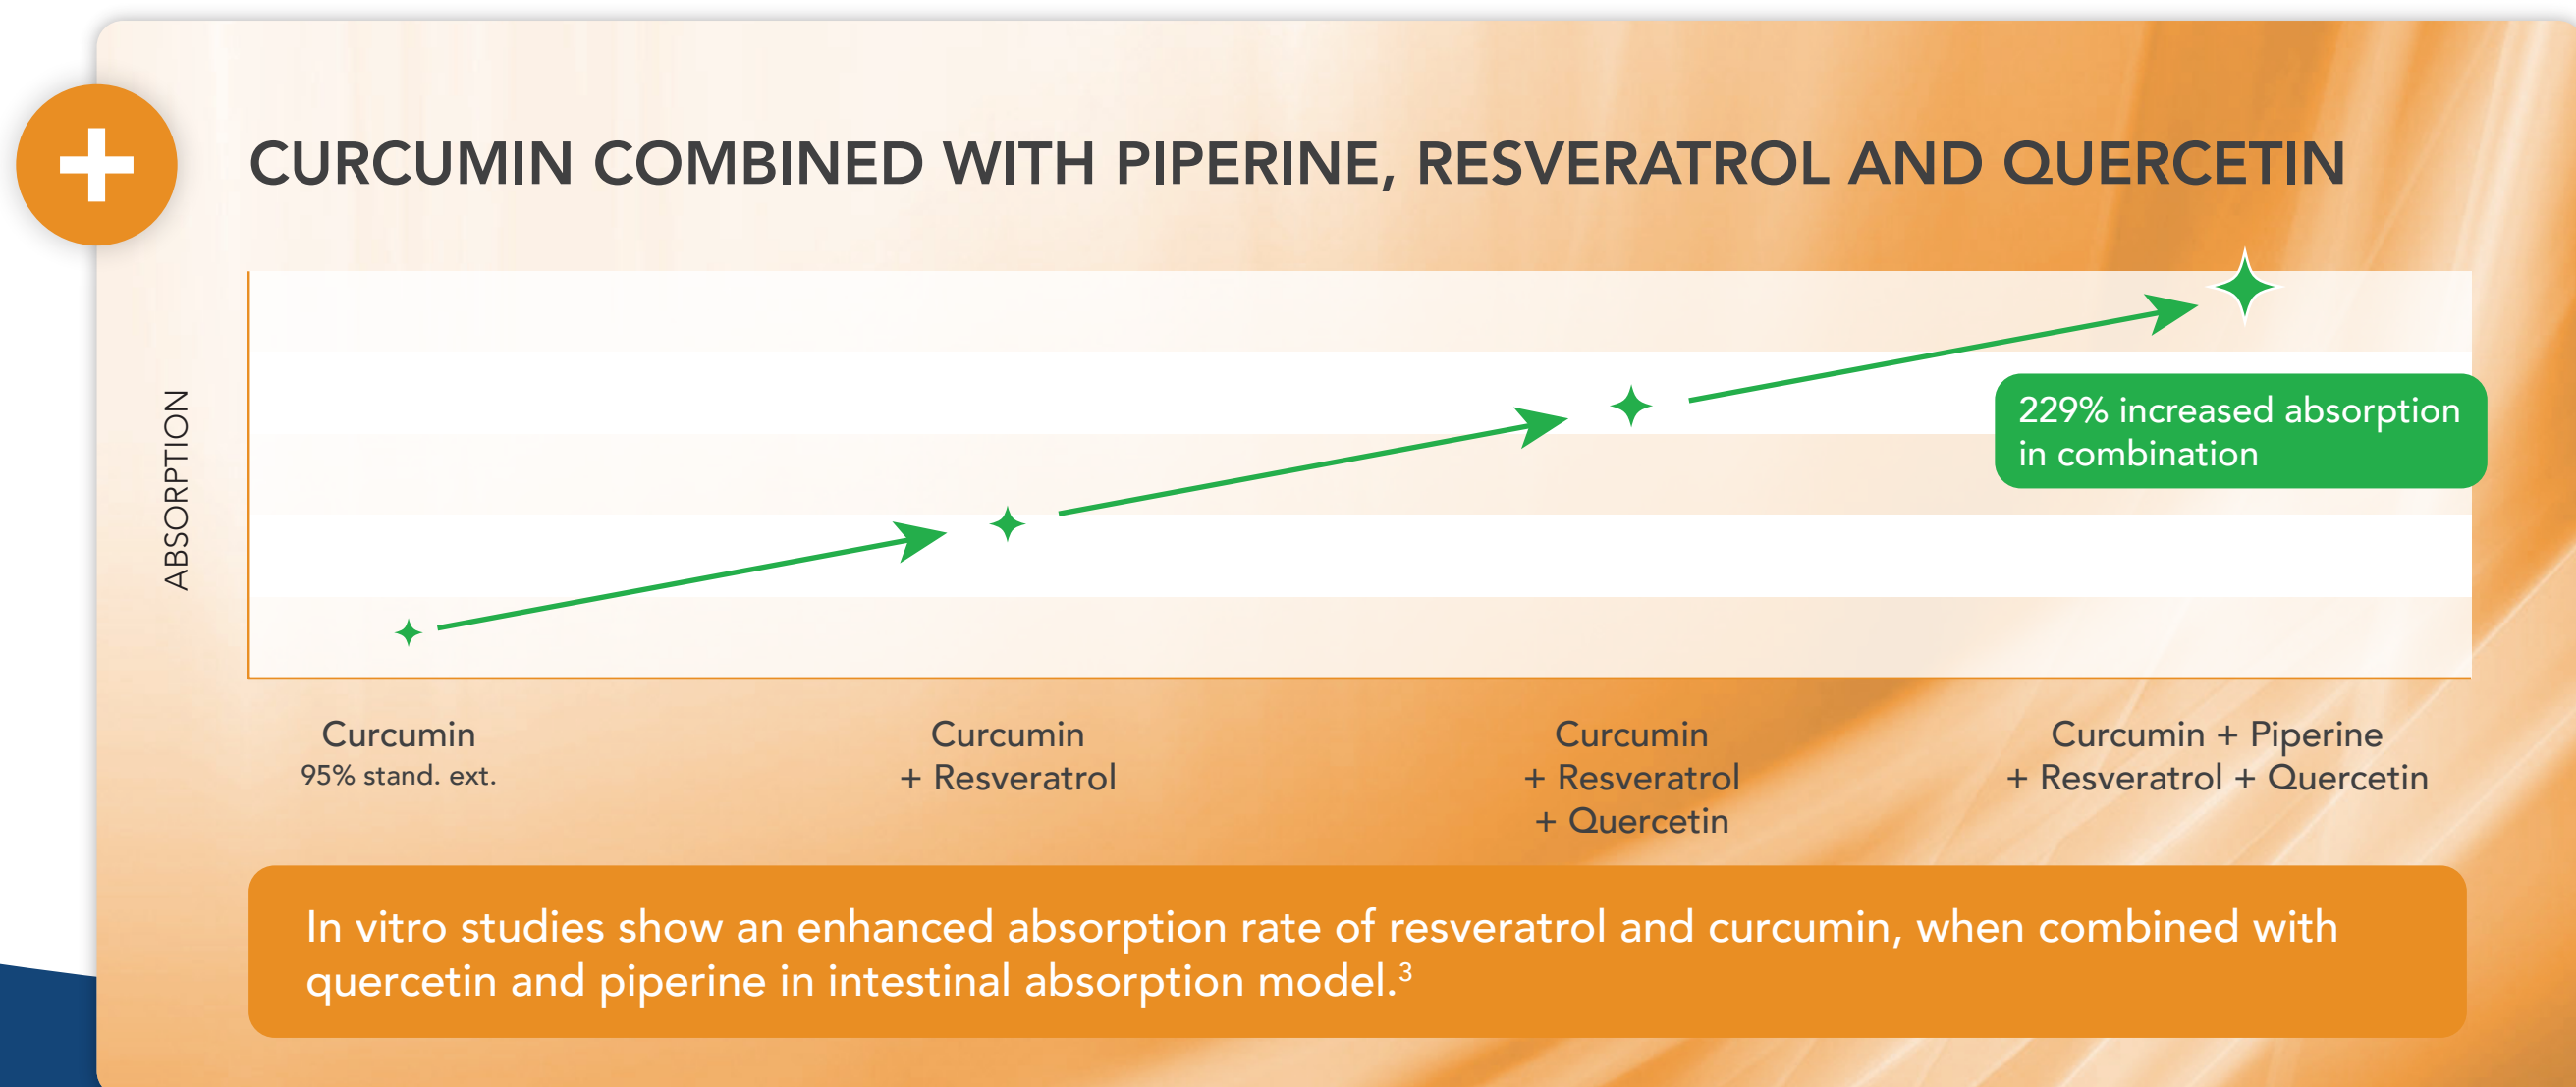 +
CURCUMIN COMBINED WITH PIPERINE, RESVERATROL AND QUERCETIN
ABSORPTION
229% increased absorption
in combination
Curcumin
95% stand. ext.
Curcumin
+ Resveratrol
Curcumin
+ Resveratrol
+ Quercetin
Curcumin + Piperine
+ Resveratrol + Quercetin
In vitro studies show an enhanced absorption rate of resveratrol and curcumin, when combined with
quercetin and piperine in intestinal absorption model.³